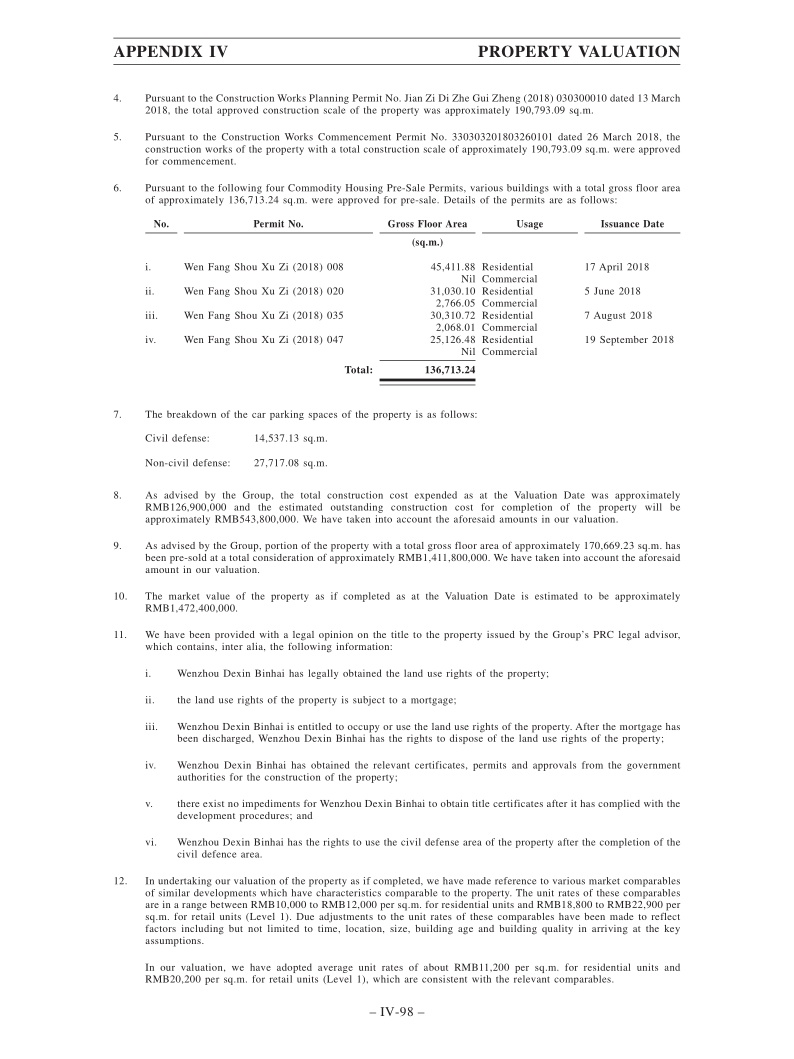 APPENDIX IV PROPERTY VALUATION
4. Pursuant to the Construction Works Planning Permit No. Jian Zi Di Zhe Gui Zheng (2018) 030300010 dated 13 March
2018, the total approved construction scale of the property was approximately 190,793.09 sq.m.
5. Pursuant to the Construction Works Commencement Permit No. 330303201803260101 dated 26 March 2018, the
construction works of the property with a total construction scale of approximately 190,793.09 sq.m. were approved
for commencement.
6. Pursuant to the following four Commodity Housing Pre-Sale Permits, various buildings with a total gross floor area
of approximately 136,713.24 sq.m. were approved for pre-sale. Details of the permits are as follows:
No. Permit No. Gross Floor Area Usage Issuance Date
(sq.m.)
i. Wen Fang Shou Xu Zi (2018) 008 45,411.88 Residential 17 April 2018
Nil Commercial
ii. Wen Fang Shou Xu Zi (2018) 020 31,030.10 Residential 5 June 2018
2,766.05 Commercial
iii. Wen Fang Shou Xu Zi (2018) 035 30,310.72 Residential 7 August 2018
2,068.01 Commercial
iv. Wen Fang Shou Xu Zi (2018) 047 25,126.48 Residential 19 September 2018
Nil Commercial
Total: 136,713.24
7. The breakdown of the car parking spaces of the property is as follows:
Civil defense: 14,537.13 sq.m.
Non-civil defense: 27,717.08 sq.m.
8. As advised by the Group, the total construction cost expended as at the Valuation Date was approximately
RMB126,900,000 and the estimated outstanding construction cost for completion of the property will be
approximately RMB543,800,000. We have taken into account the aforesaid amounts in our valuation.
9. As advised by the Group, portion of the property with a total gross floor area of approximately 170,669.23 sq.m. has
been pre-sold at a total consideration of approximately RMB1,411,800,000. We have taken into account the aforesaid
amount in our valuation.
10. The market value of the property as if completed as at the Valuation Date is estimated to be approximately
RMB1,472,400,000.
11. We have been provided with a legal opinion on the title to the property issued by the Group's PRC legal advisor,
which contains, inter alia, the following information:
i. Wenzhou Dexin Binhai has legally obtained the land use rights of the property;
ii. the land use rights of the property is subject to a mortgage;
iii. Wenzhou Dexin Binhai is entitled to occupy or use the land use rights of the property. After the mortgage has
been discharged, Wenzhou Dexin Binhai has the rights to dispose of the land use rights of the property;
iv. Wenzhou Dexin Binhai has obtained the relevant certificates, permits and approvals from the government
authorities for the construction of the property;
v. there exist no impediments for Wenzhou Dexin Binhai to obtain title certificates after it has complied with the
development procedures; and
vi. Wenzhou Dexin Binhai has the rights to use the civil defense area of the property after the completion of the
civil defence area.
12. In undertaking our valuation of the property as if completed, we have made reference to various market comparables
of similar developments which have characteristics comparable to the property. The unit rates of these comparables
are in a range between RMB10,000 to RMB12,000 per sq.m. for residential units and RMB18,800 to RMB22,900 per
sq.m. for retail units (Level 1). Due adjustments to the unit rates of these comparables have been made to reflect
factors including but not limited to time, location, size, building age and building quality in arriving at the key
assumptions.
In our valuation, we have adopted average unit rates of about RMB11,200 per sq.m. for residential units and
RMB20,200 per sq.m. for retail units (Level 1), which are consistent with the relevant comparables.
– IV-98 –